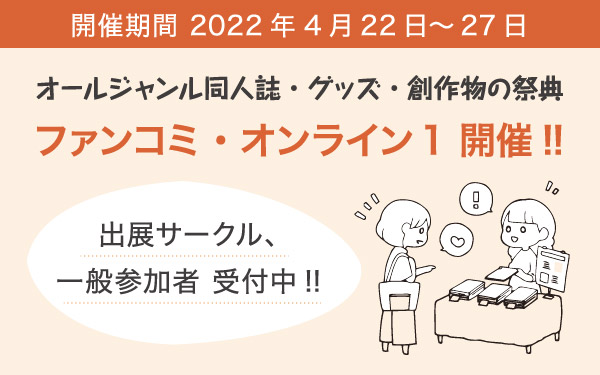 開催期間 2022年4月22日〜27日
オールジャンル同人誌・グッズ・創作物の祭典
ファンコミ・オンライン1 開催!!
!
出展サークル、
一般参加者 受付中!!